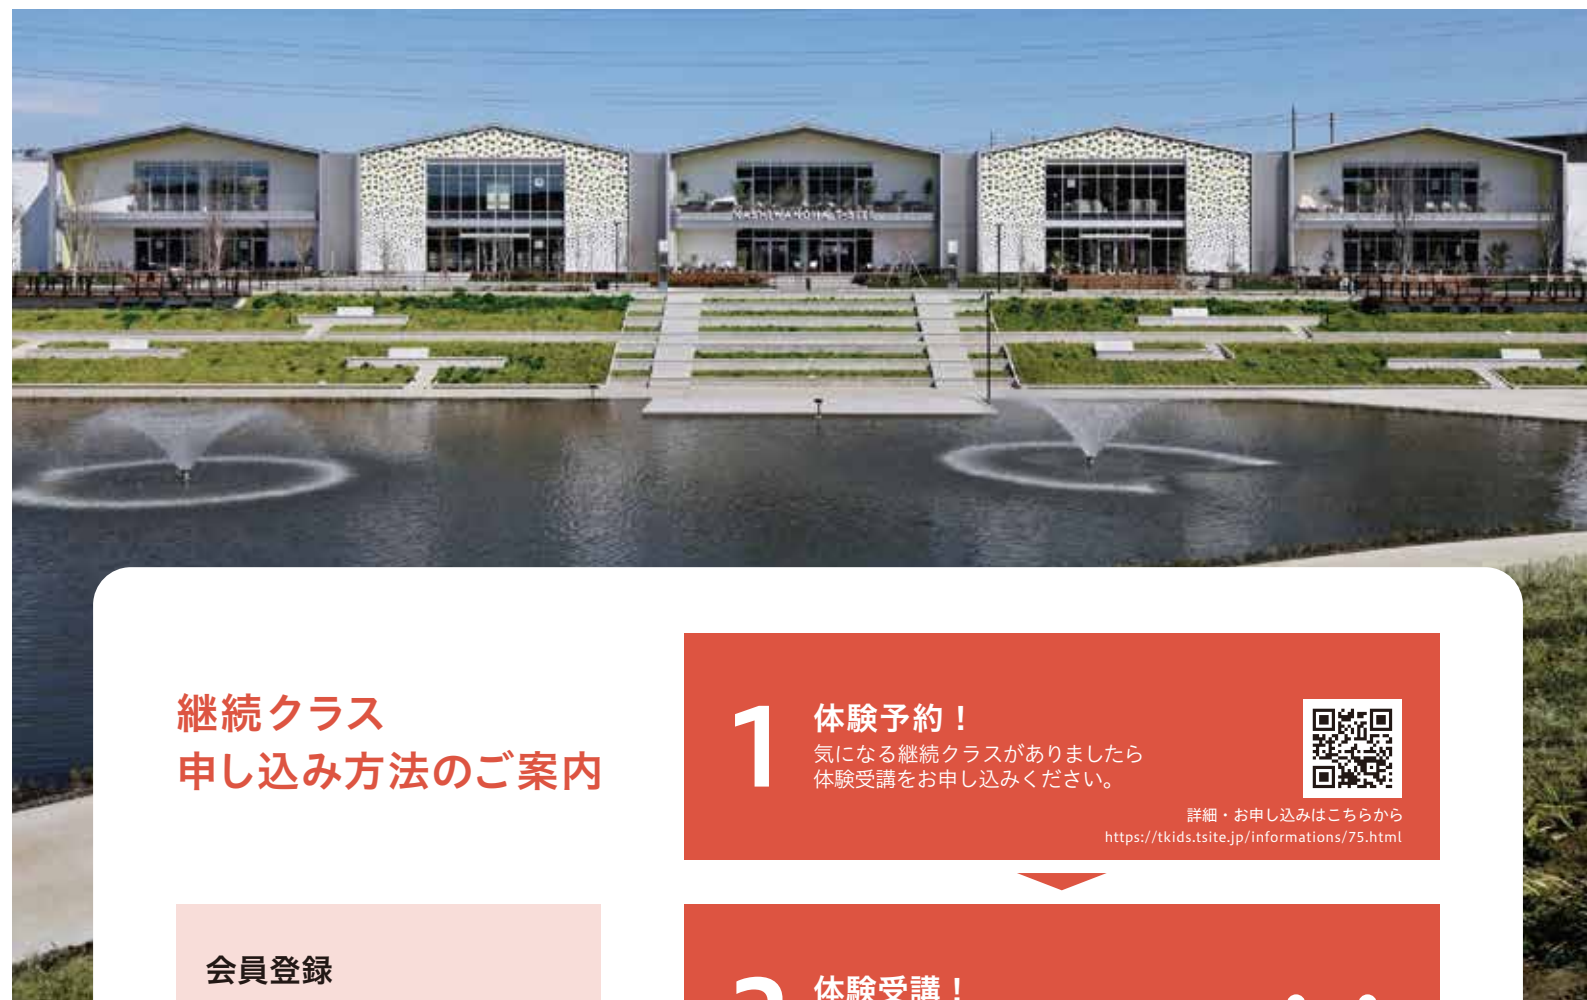 KASHIWANOHA T-SITE
継続クラス
申し込み方法のご案内
1
体験予約！
気になる継続クラスがありましたら
体験受講をお申し込みください。
詳細・お申し込みはこちらから
https://tkids.tsite.jp/informations/75.html
会員登録
2
体験受講！